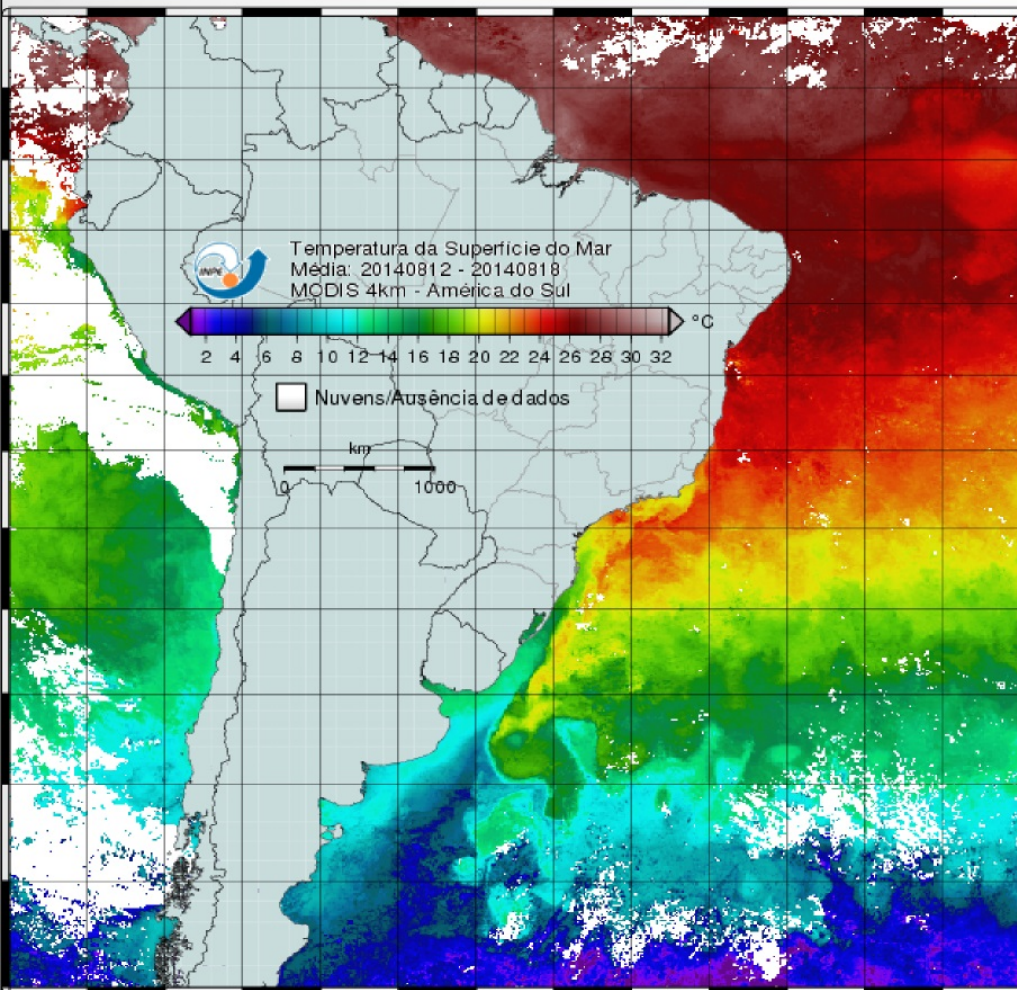 INPE
Temperatura da Superfície do Mar
Média: 20140812 - 20140818
MODIS 4km - América do Sul
°C
2 4 6 8 10 12 14 16 18 20 22 24 26 28 30 32
Nuvens/Ausência de dados
km
0 1000